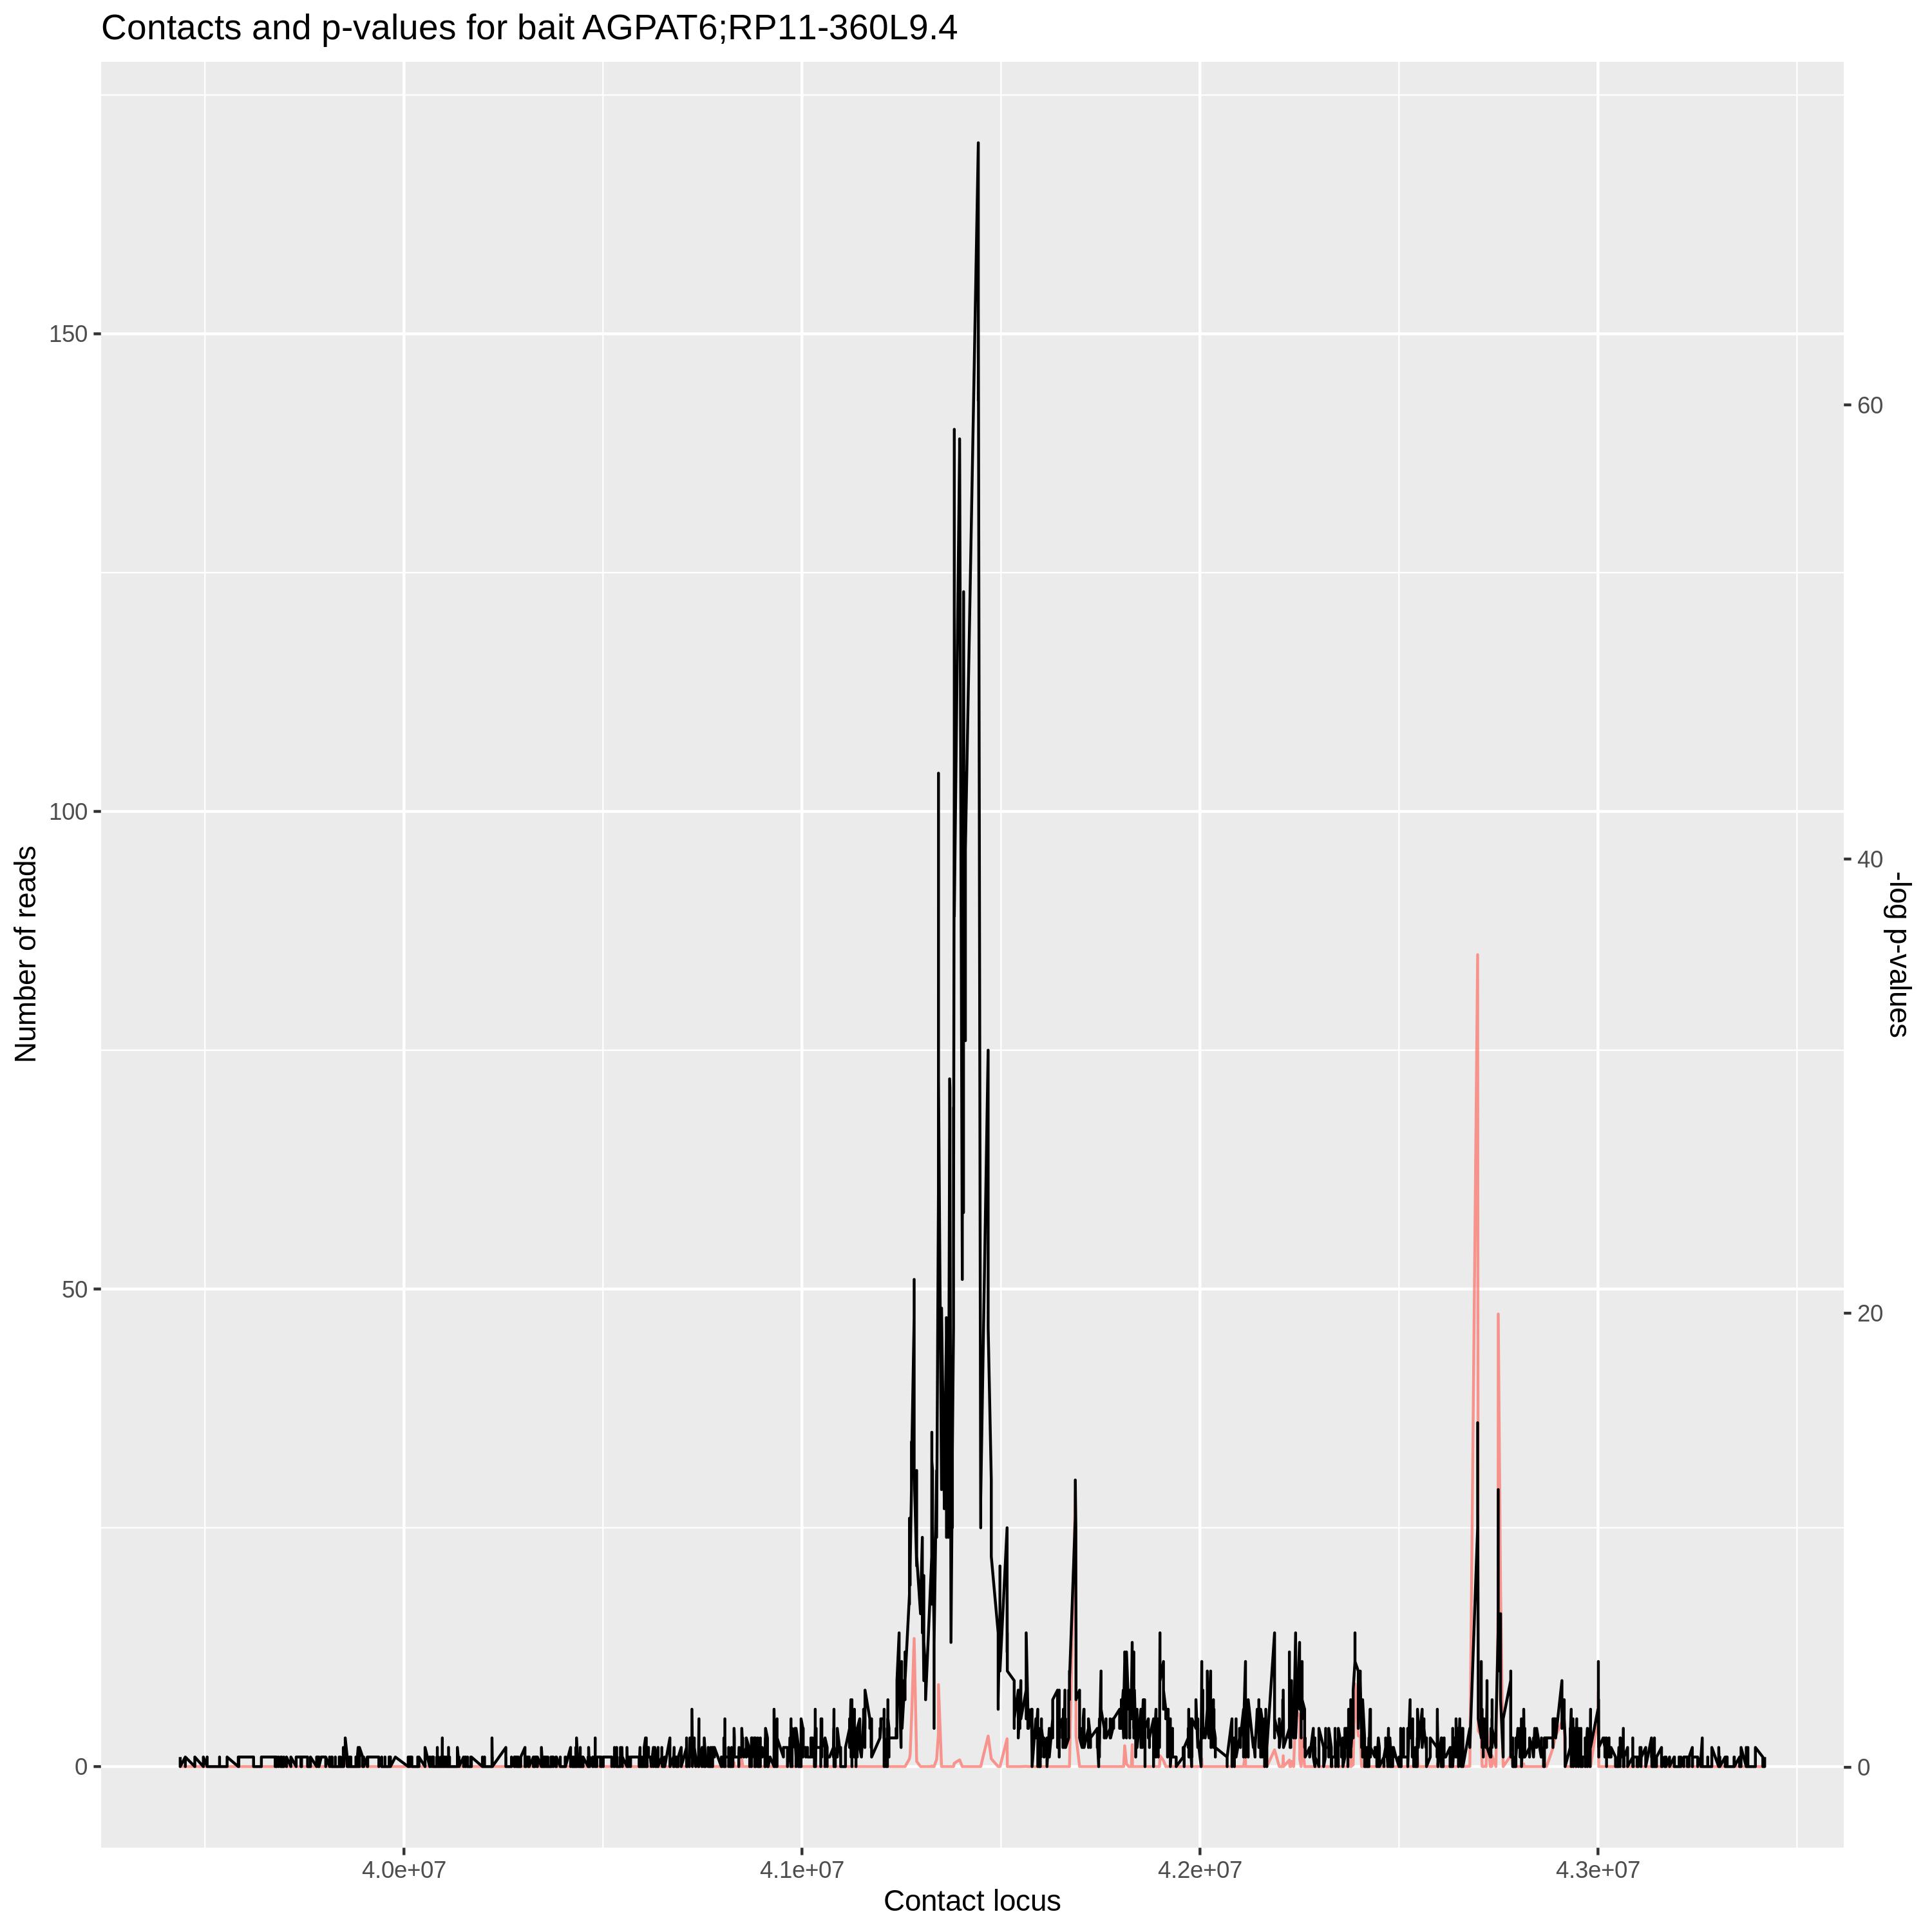 Contacts and p-values for bait AGPAT6;RP11-360L9.4
150
100
50
0
Number of reads
60
40
20
0
-log p-values
4.0e+07
4.1e+07
4.2e+07
4.3e+07
Contact locus